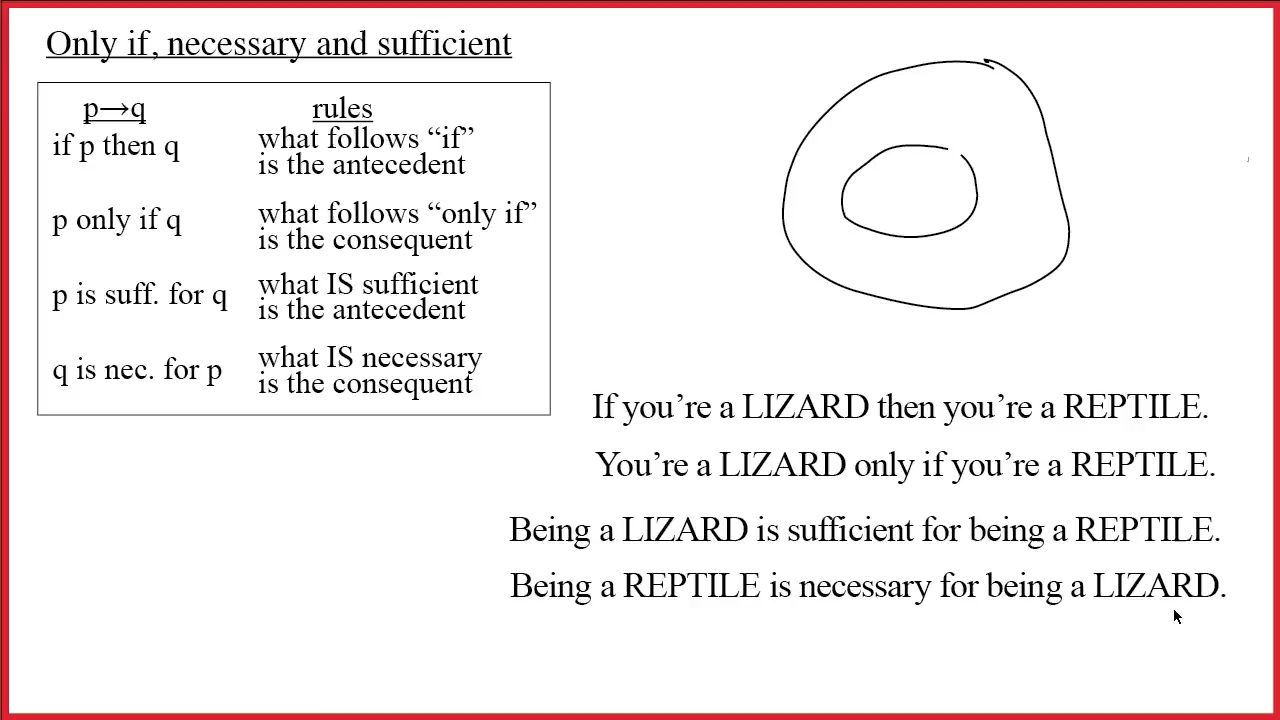 Only if, necessary and sufficient
p→q
rules
if p then q
what follows “if”
is the antecedent
p only if q
what follows “only if”
is the consequent
p is suff. for q
what IS sufficient
is the antecedent
q is nec. for p
what IS necessary
is the consequent
If you’re a LIZARD then you’re a REPTILE.
You’re a LIZARD only if you’re a REPTILE.
Being a LIZARD is sufficient for being a REPTILE.
Being a REPTILE is necessary for being a LIZARD.